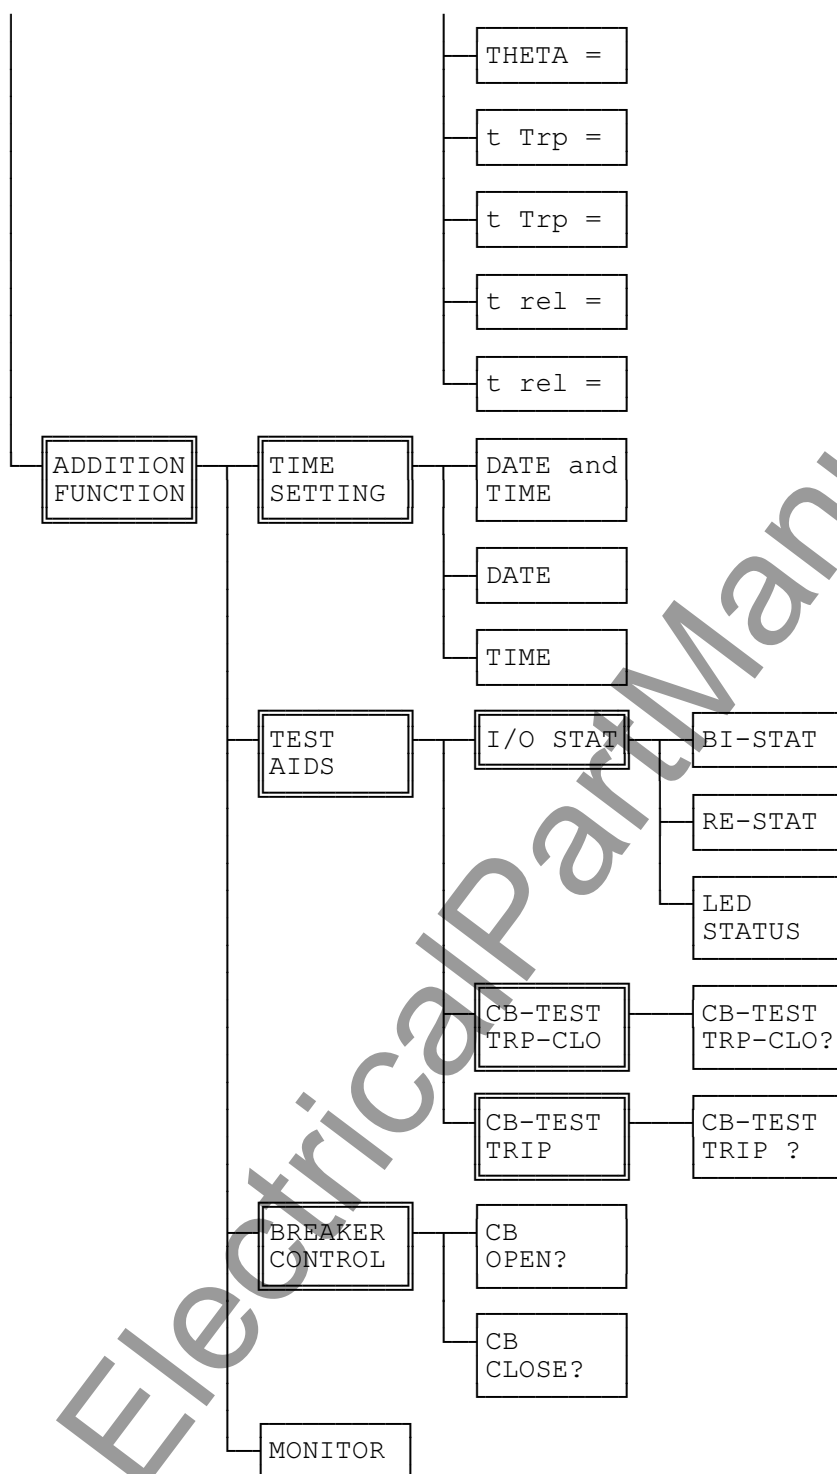 THETA =
t Trp =
t Trp =
t rel =
t rel =
ADDITION
FUNCTION
TIME
SETTING
DATE and
TIME
DATE
TIME
TEST
AIDS
I/O STAT
BI-STAT
RE-STAT
LED
STATUS
CB-TEST
TRP-CLO
CB-TEST
TRP-CLO?
CB-TEST
TRIP
CB-TEST
TRIP ?
BREAKER
CONTROL
CB
OPEN?
CB
CLOSE?
MONITOR
ElectricalPartManu